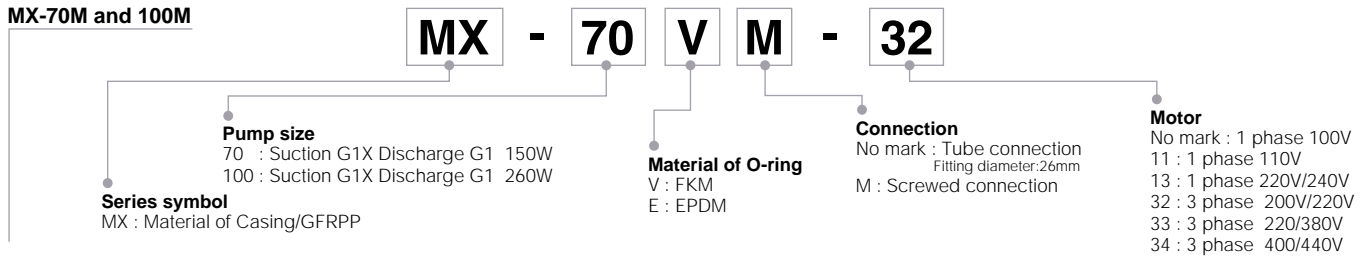 MX-70M and 100M
MX - 70 V M - 32
Pump size
70 : Suction G1X Discharge G1 150W
100 : Suction G1X Discharge G1 260W
Series symbol
MX : Material of Casing/GFRPP
Material of O-ring
V : FKM
E : EPDM
Connection
No mark : Tube connection
Fitting diameter:26mm
M : Screwed connection
Motor
No mark : 1 phase 100V
11 : 1 phase 110V
13 : 1 phase 220V/240V
32 : 3 phase 200V/220V
33 : 3 phase 220/380V
34 : 3 phase 400/440V